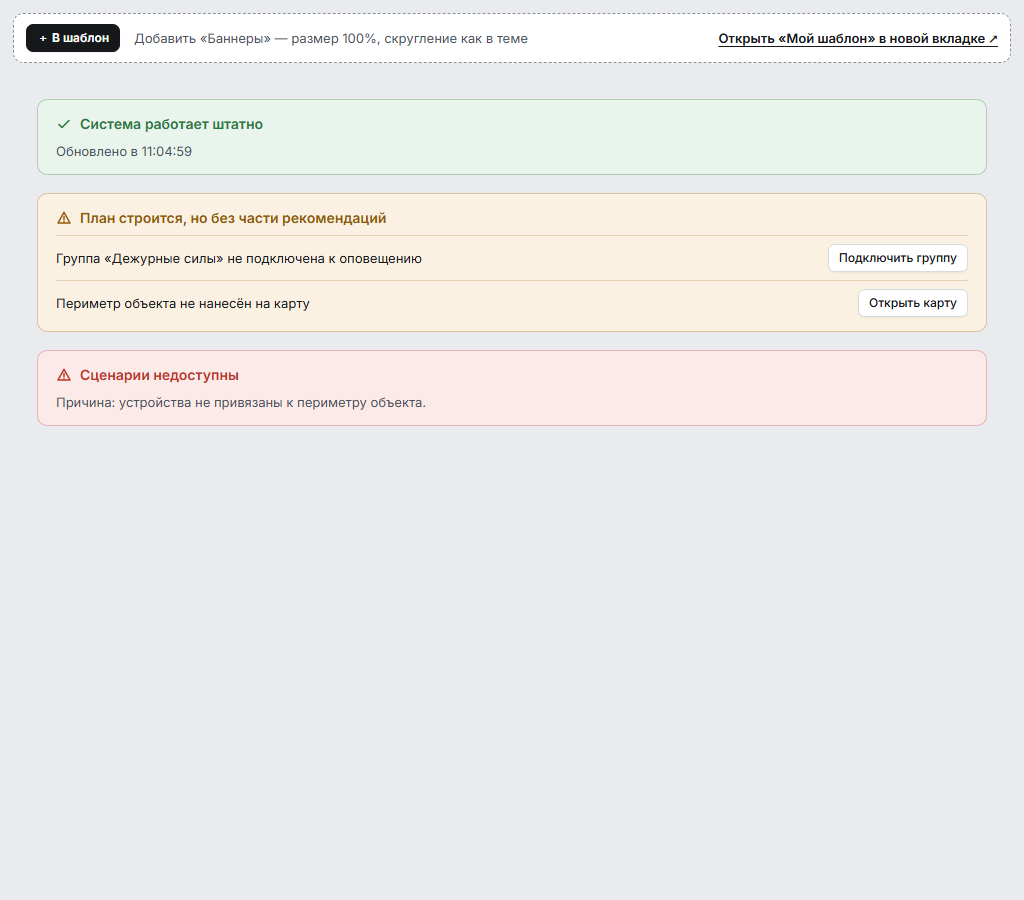 + В шаблон
Добавить «Баннеры» — размер 100%, скругление как в теме
Открыть «Мой шаблон» в новой вкладке ↗
Система работает штатно
Обновлено в 11:04:59
План строится, но без части рекомендаций
Группа «Дежурные силы» не подключена к оповещению
Подключить группу
Периметр объекта не нанесён на карту
Открыть карту
Сценарии недоступны
Причина: устройства не привязаны к периметру объекта.